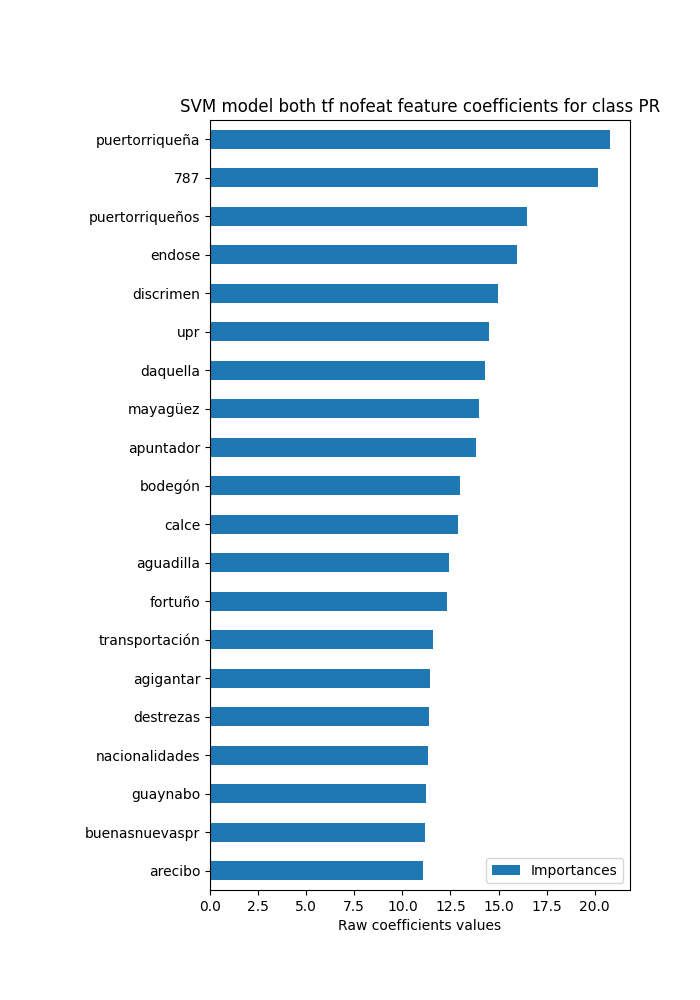 SVM model both tf nofeat feature coefficients for class PR
puertorriqueña
787
puertorriqueños
endose
discrimen
upr
daquella
mayagüez
apuntador
bodegón
calce
aguadilla
fortuño
transportación
agigantar
destrezas
nacionalidades
guaynabo
buenasnuevaspr
arecibo
Importances
0.0 2.5 5.0 7.5 10.0 12.5 15.0 17.5 20.0
Raw coefficients values